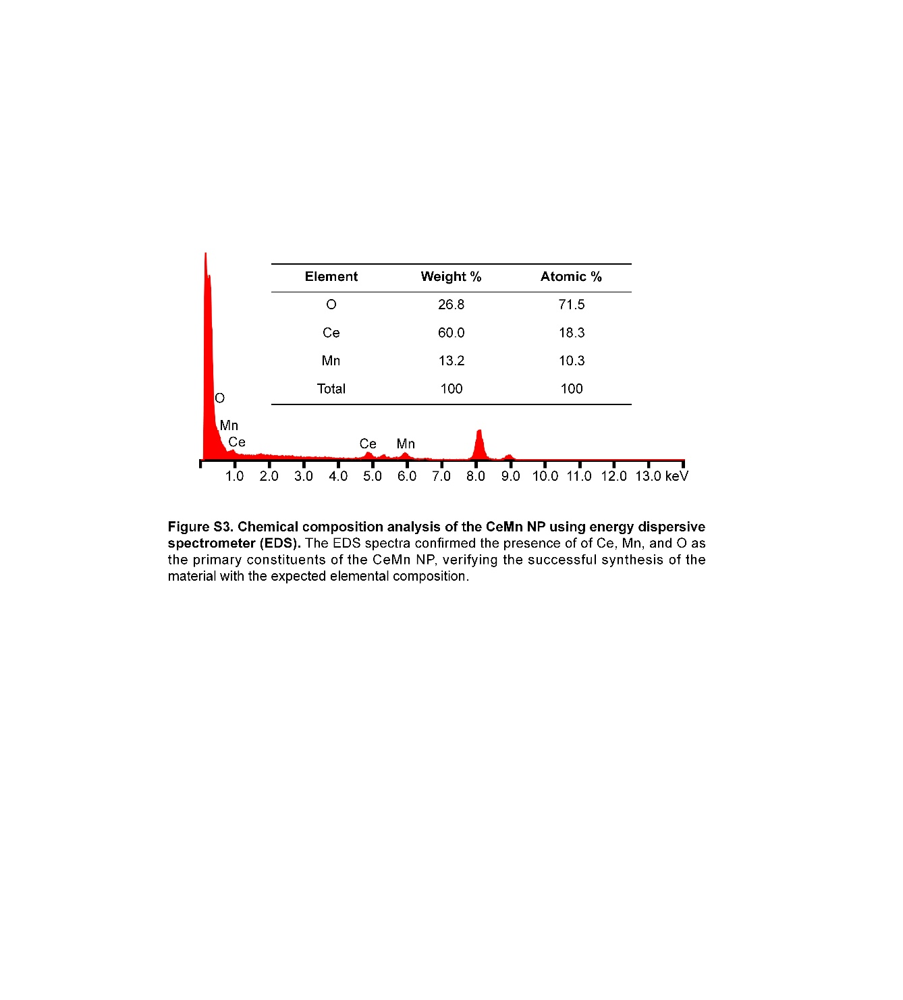 Element Weight % Atomic %
O 26.8 71.5
Ce 60.0 18.3
Mn 13.2 10.3
Total 100 100
O
Mn
Ce
Ce Mn
1.0 2.0 3.0 4.0 5.0 6.0 7.0 8.0 9.0 10.0 11.0 12.0 13.0 keV
Figure S3. Chemical composition analysis of the CeMn NP using energy dispersive
spectrometer (EDS). The EDS spectra confirmed the presence of of Ce, Mn, and O as
the primary constituents of the CeMn NP, verifying the successful synthesis of the
material with the expected elemental composition.